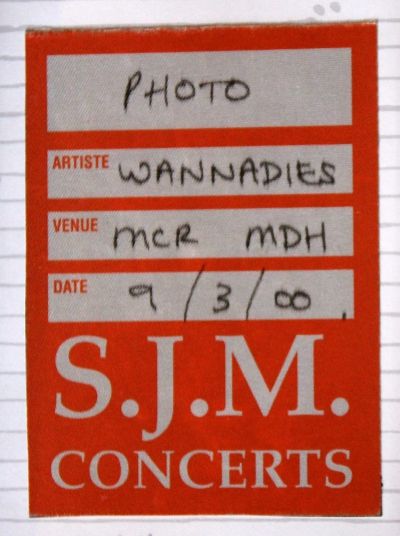 PHOTO
ARTISTE WANNADIES
VENUE MCR MDH
DATE 9/3/00
S.J.M.
CONCERTS